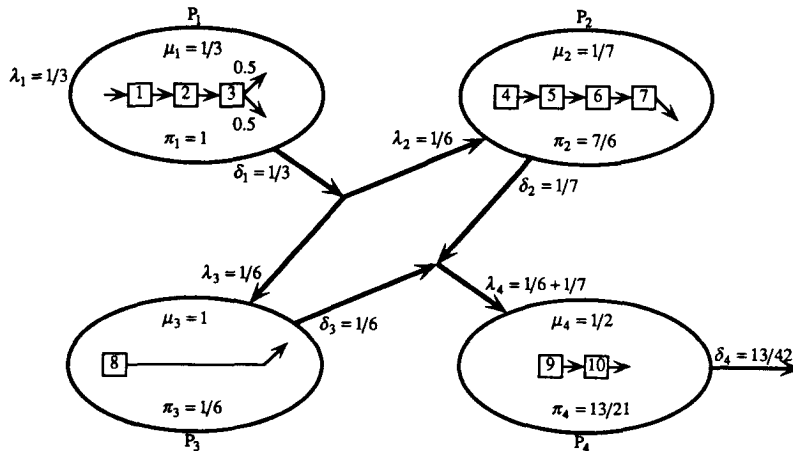 P₁
μ₁ = 1/3
λ₁ = 1/3
1 2 3
0.5
0.5
π₁ = 1
δ₁ = 1/3
P₂
μ₂ = 1/7
4 5 6 7
π₂ = 7/6
λ₂ = 1/6
δ₂ = 1/7
λ₃ = 1/6
μ₃ = 1
8
π₃ = 1/6
P₃
δ₃ = 1/6
λ₄ = 1/6 + 1/7
μ₄ = 1/2
9 10
π₄ = 13/21
P₄
δ₄ = 13/42